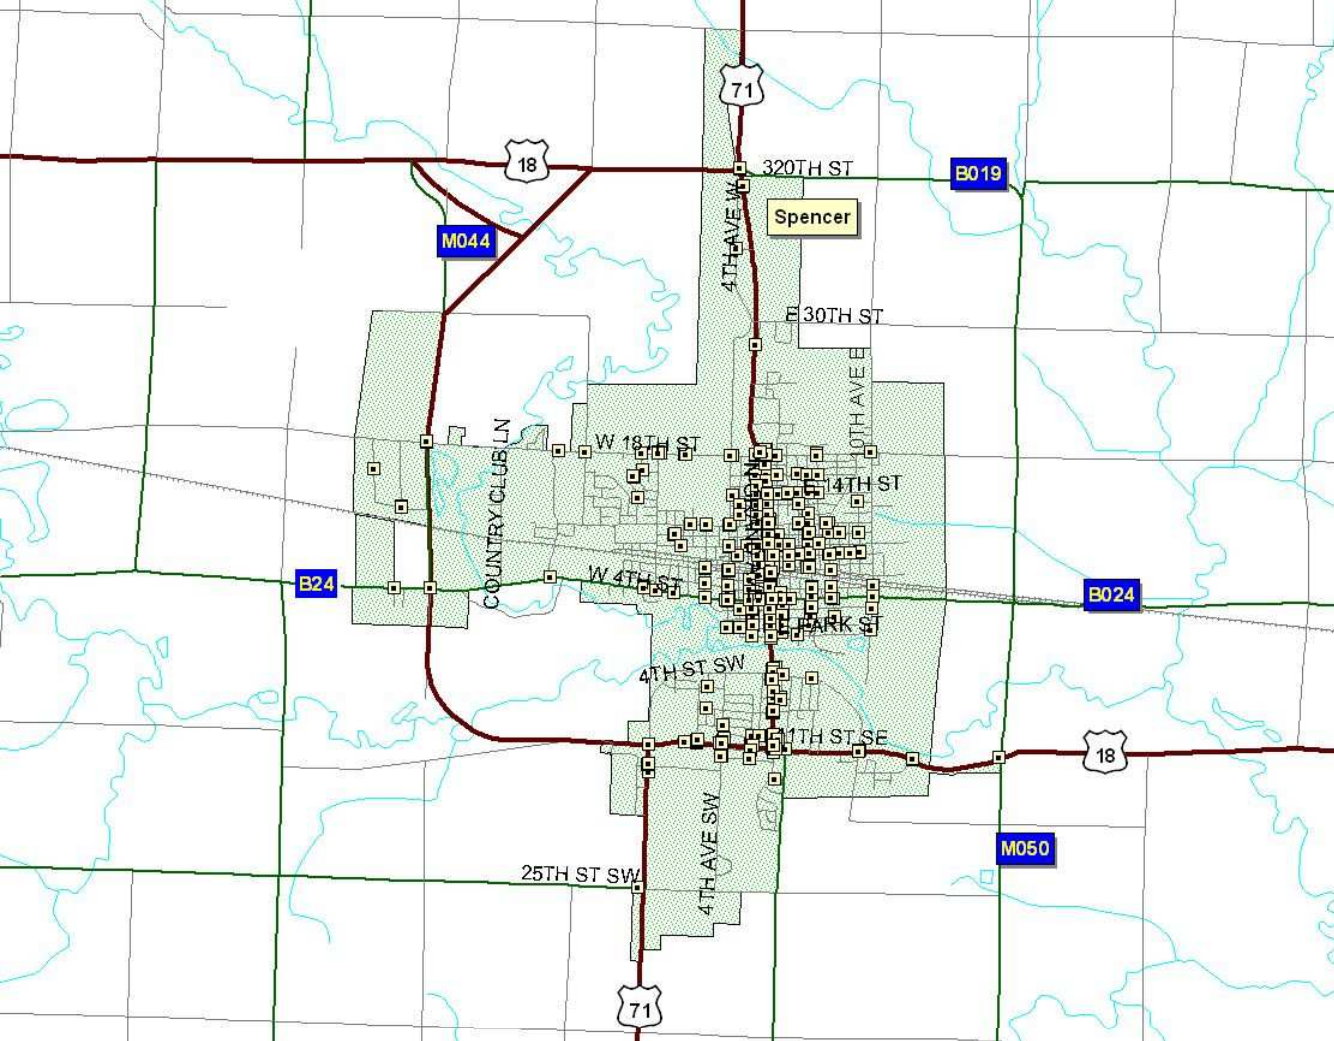 71
18
320TH ST
B019
4TH AVE W
Spencer
M044
E 30TH ST
10TH AVE E
COUNTRY CLUB LN
W 18TH ST
14TH ST
B24
W 4TH ST
B024
E PARK ST
4TH ST SW
11TH ST SE
18
4TH AVE SW
M050
25TH ST SW
71